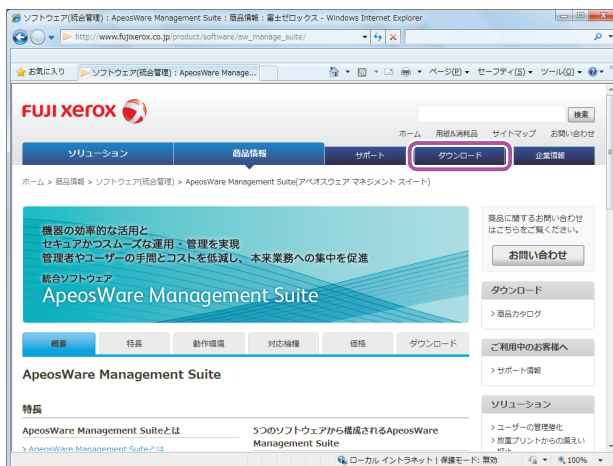 ソフトウェア(統合管理) : ApeosWare Management Suite : 商品情報 : 富士ゼロックス - Windows Internet Explorer
http://www.fujixerox.co.jp/product/software/aw_manage_suite/
お気に入り
ソフトウェア(統合管理) : ApeosWare Manage...
ページ(P)
セーフティ(S)
ツール(O)
FUJI xerox
検索
ホーム 用紙&消耗品 サイトマップ お問い合わせ
ソリューション 商品情報 サポート ダウンロード 企業情報
ホーム > 商品情報 > ソフトウェア(統合管理) > ApeosWare Management Suite(アペオスウェア マネジメント スイート)
機器の効率的な活用と
セキュアかつスムーズな運用・管理を実現
管理者やユーザーの手間とコストを低減し、本来業務への集中を促進
統合ソフトウェア
ApeosWare Management Suite
商品に関するお問い合わせ
はこちらをご覧ください。
お問い合わせ
ダウンロード
> 商品カタログ
概要 特長 動作環境 対応機種 価格 ダウンロード
ご利用中のお客様へ
> サポート情報
ApeosWare Management Suite
特長
ApeosWare Management Suiteとは
> ApeosWare Management Suiteとは
5つのソフトウェアから構成されるApeosWare
Management Suite
ソリューション
> ユーザーの管理強化
> 放置プリントからの漏えい
ローカル イントラネット | 保護モード: 無効
100%